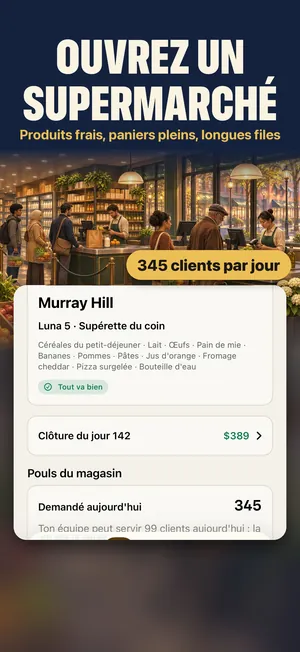 OUVREZ UN
SUPERMARCHÉ
Produits frais, paniers pleins, longues files
345 clients par jour
Murray Hill
Luna 5 · Supérette du coin
Céréales du petit-déjeuner · Lait · Œufs · Pain de mie ·
Bananes · Pommes · Pâtes · Jus d'orange · Fromage
cheddar · Pizza surgelée · Bouteille d'eau
Tout va bien
Clôture du jour 142
$389
Pouls du magasin
Demandé aujourd'hui
345
Ton équipe peut servir 99 clients aujourd'hui : la